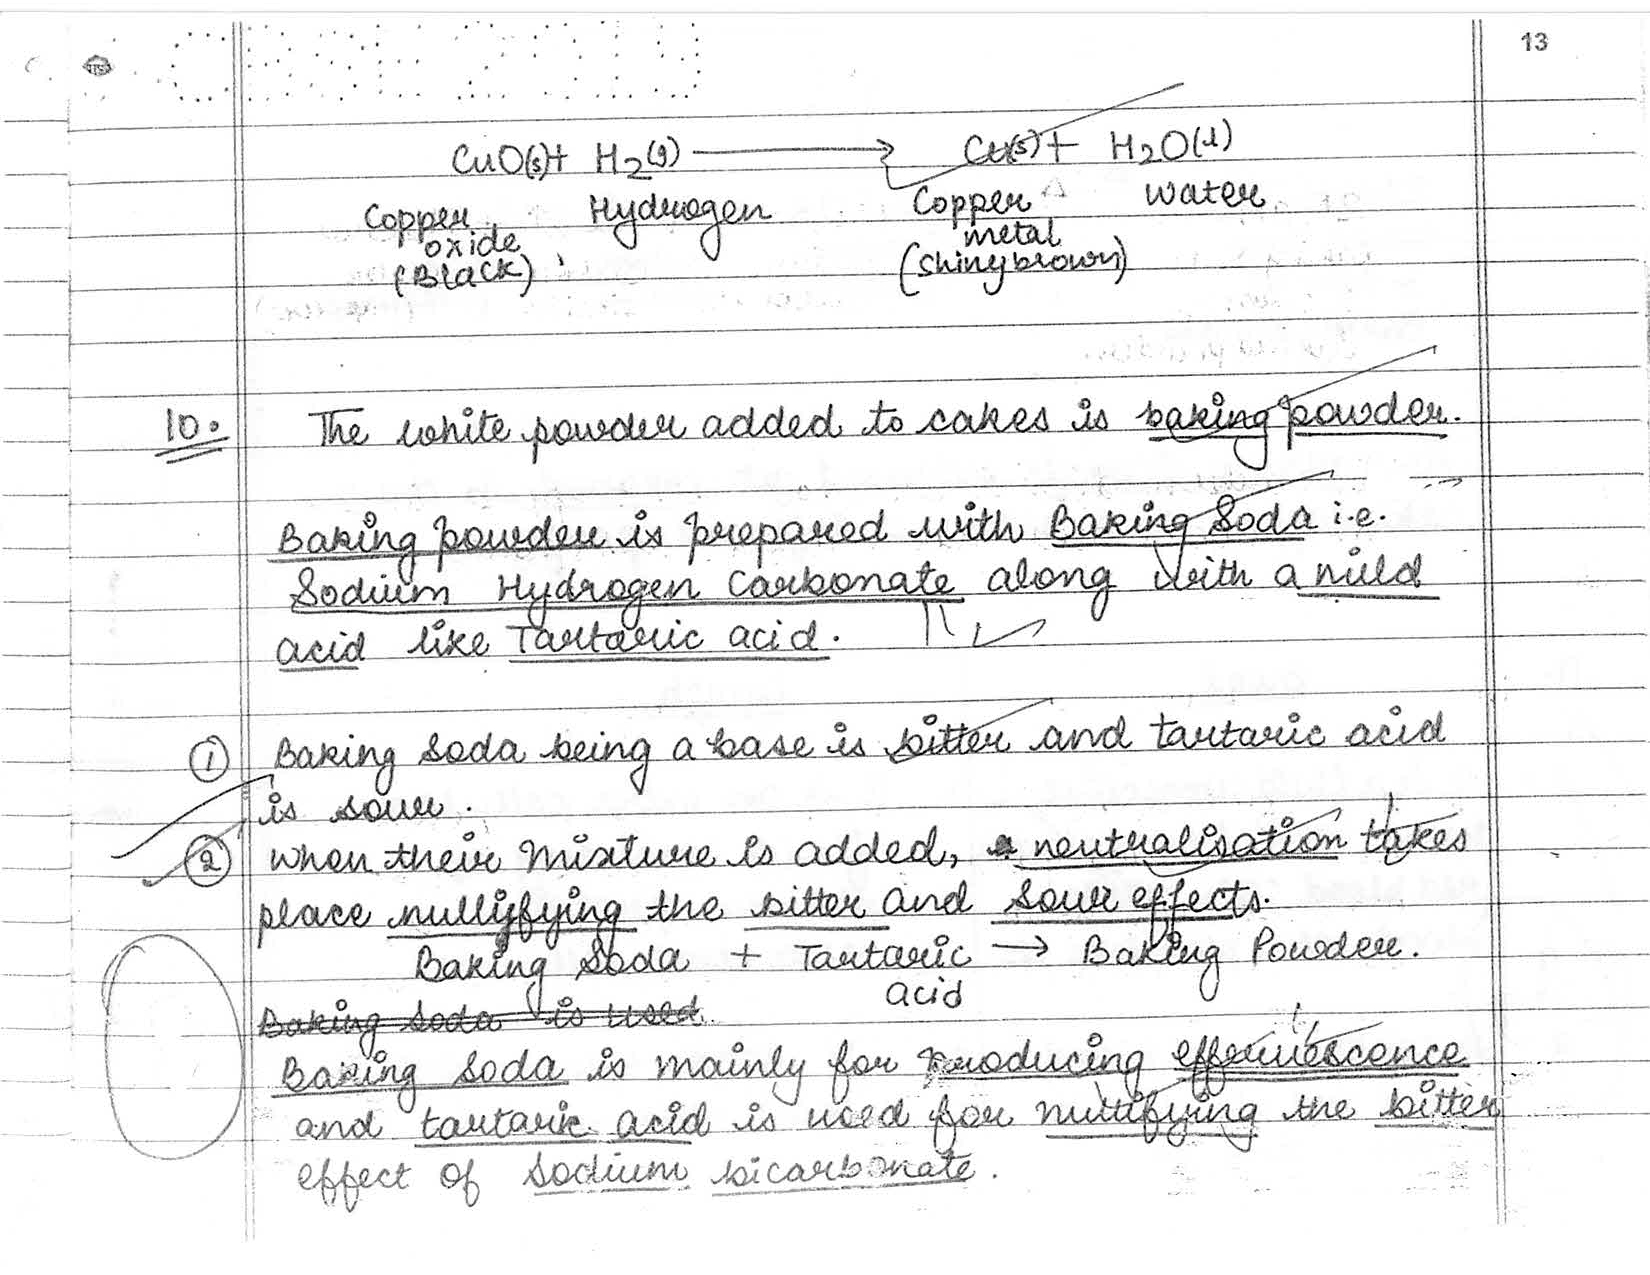 13
CuO(s)+ H2(g) → Cu(s)+ H2O(l)
Copper Hydrogen Copper Water
oxide metal
(Black) (Shiny brown)
10. The white powder added to cakes is baking powder.
Baking powder is prepared with Baking Soda i.e.
Sodium Hydrogen Carbonate along with a mild
acid like Tartaric acid.
① Baking soda being a base is bitter and tartaric acid
is sour.
② When their mixture is added, a neutralisation takes
place nullifying the bitter and sour effects.
Baking Soda + Tartaric → Baking Powder.
acid
Baking soda is used
Baking soda is mainly for producing effervescence
and tartaric acid is used for nullifying the bitter
effect of sodium bicarbonate.